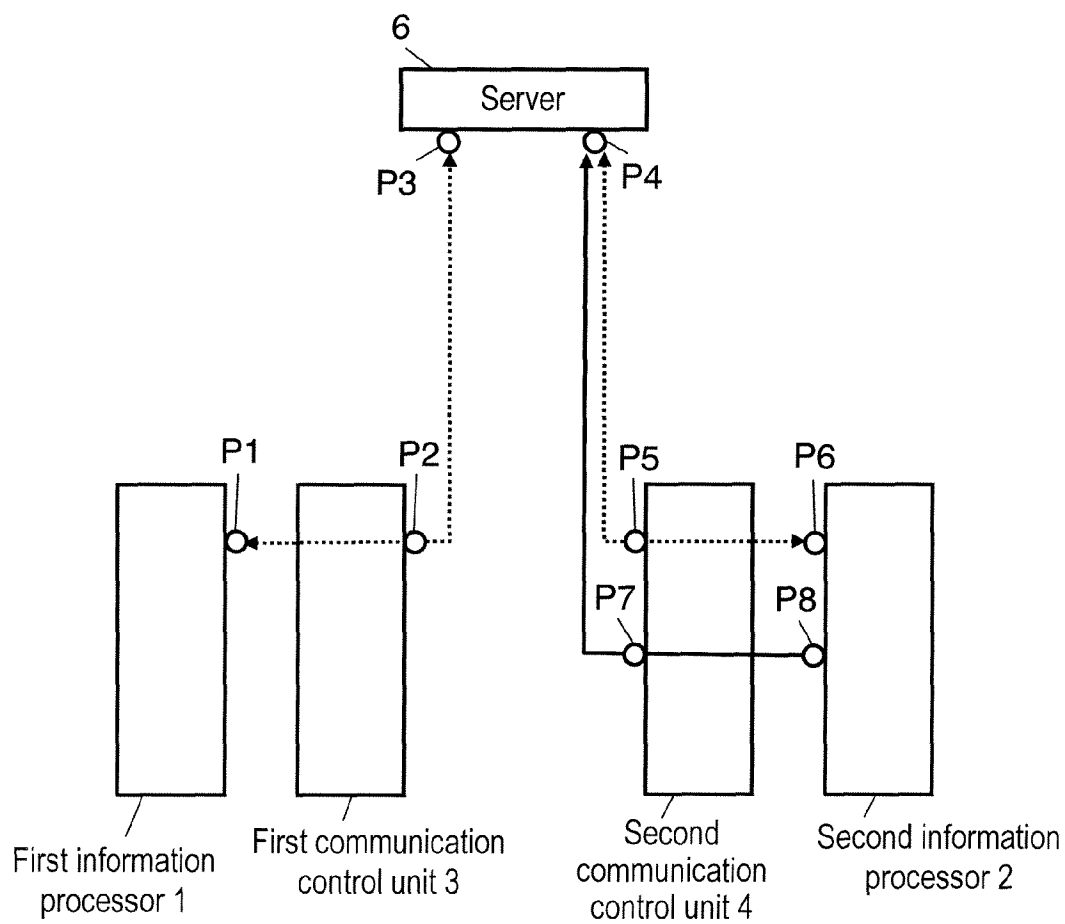 6
Server
P3
P4
P1
P2
P5
P6
P7
P8
First information
processor 1
First communication
control unit 3
Second
communication
control unit 4
Second information
processor 2